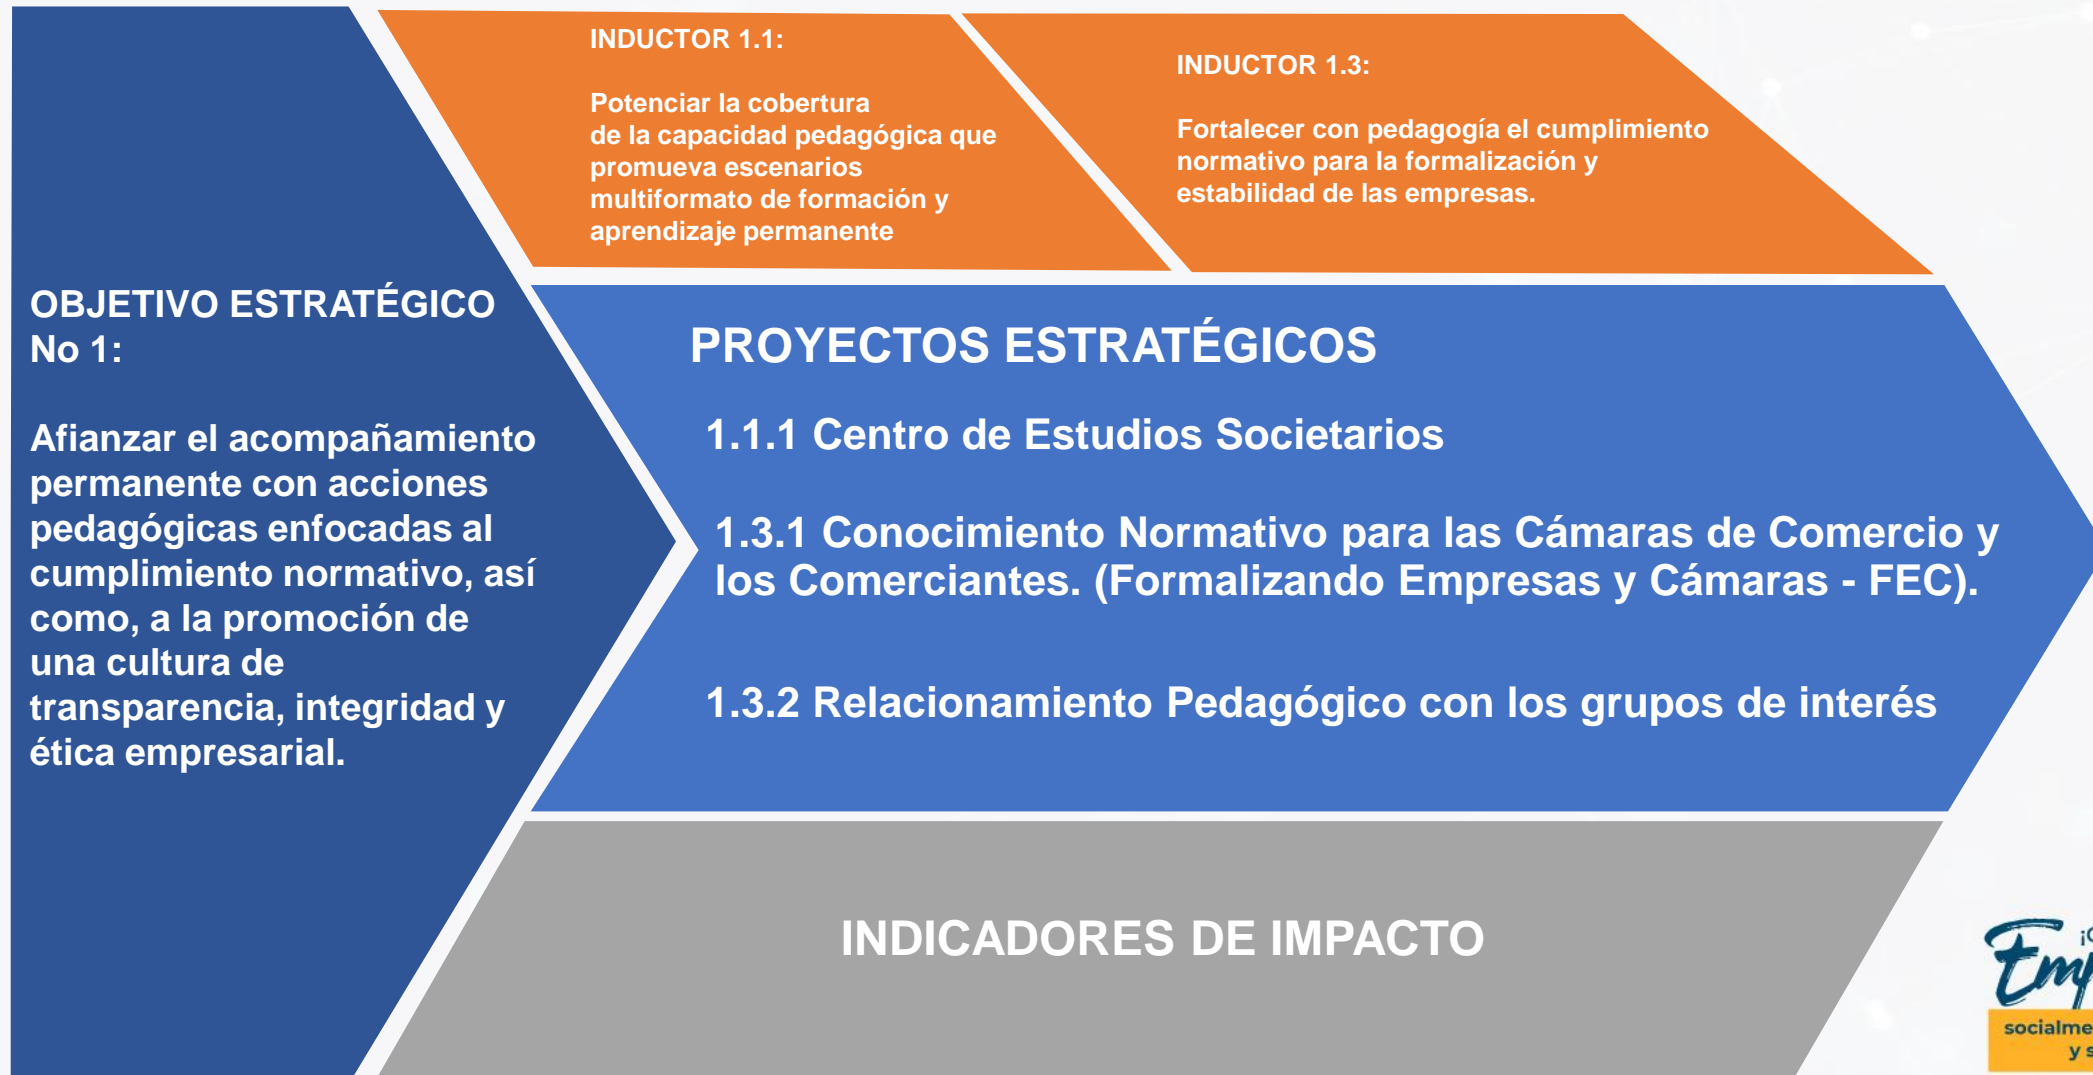 OBJETIVO ESTRATÉGICO
No 1:
Afianzar el acompañamiento
permanente con acciones
pedagógicas enfocadas al
cumplimiento normativo, así
como, a la promoción de
una cultura de
transparencia, integridad y
ética empresarial.
INDUCTOR 1.1:
Potenciar la cobertura
de la capacidad pedagógica que
promueva escenarios
multiformato de formación y
aprendizaje permanente
INDUCTOR 1.3:
Fortalecer con pedagogía el cumplimiento
normativo para la formalización y
estabilidad de las empresas.
PROYECTOS ESTRATÉGICOS
1.1.1 Centro de Estudios Societarios
1.3.1 Conocimiento Normativo para las Cámaras de Comercio y
los Comerciantes. (Formalizando Empresas y Cámaras - FEC).
1.3.2 Relacionamiento Pedagógico con los grupos de interés
INDICADORES DE IMPACTO
y